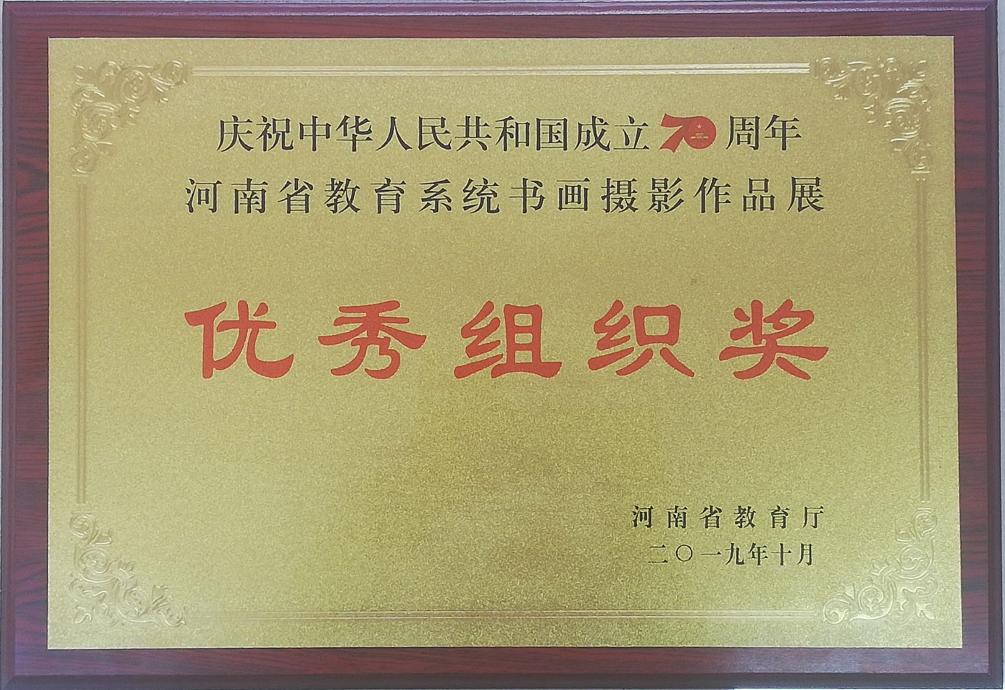 庆祝中华人民共和国成立70周年
河南省教育系统书画摄影作品展
优秀组织奖
河南省教育厅
二〇一九年十月